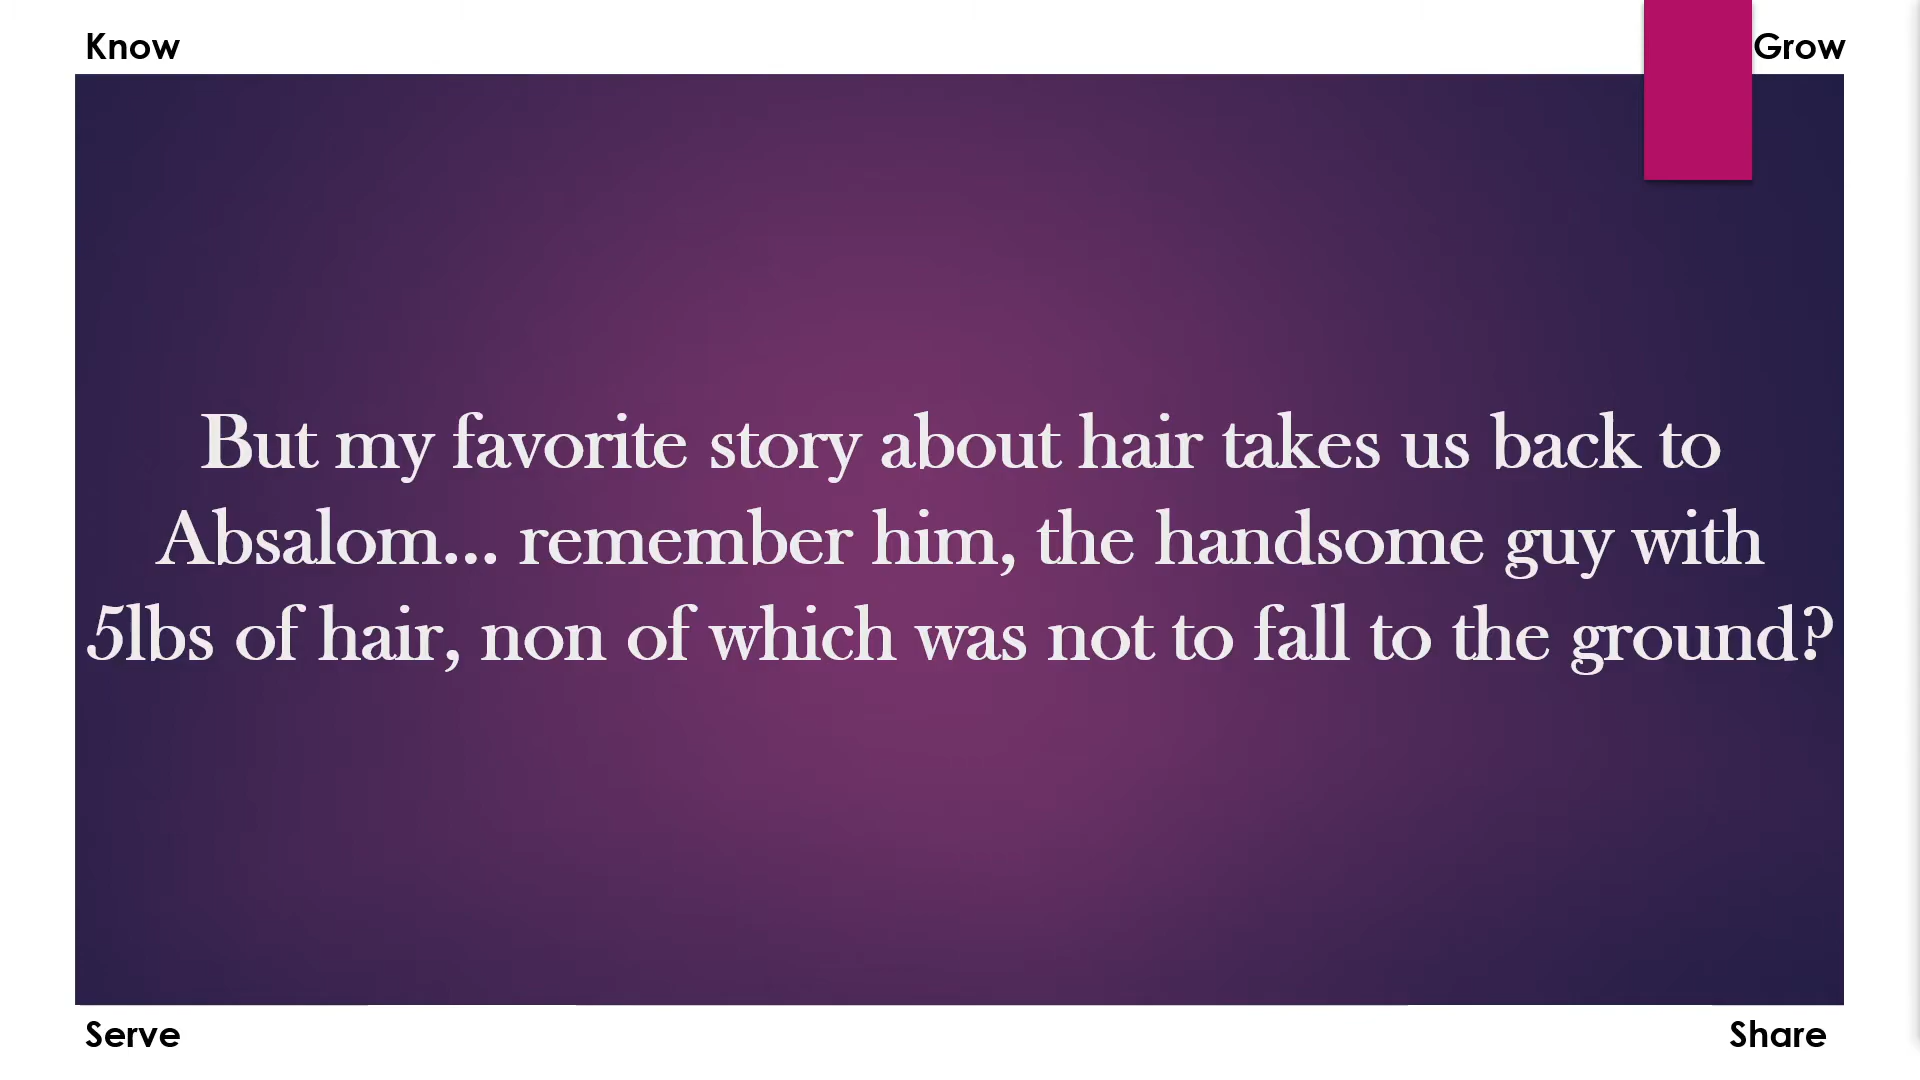 Know
Grow
But my favorite story about hair takes us back to
Absalom... remember him, the handsome guy with
5lbs of hair, non of which was not to fall to the ground?
Serve
Share